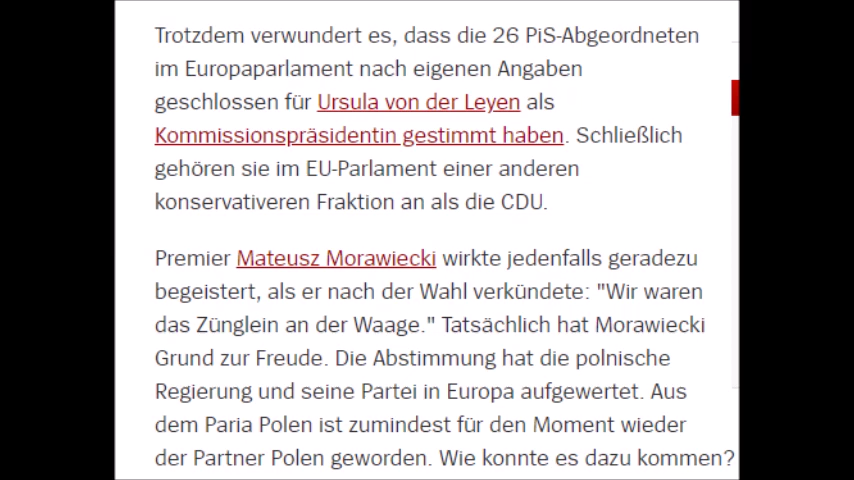 Trotzdem verwundert es, dass die 26 PiS-Abgeordneten
im Europaparlament nach eigenen Angaben
geschlossen für Ursula von der Leyen als
Kommissionspräsidentin gestimmt haben. Schließlich
gehören sie im EU-Parlament einer anderen
konservativeren Fraktion an als die CDU.
Premier Mateusz Morawiecki wirkte jedenfalls geradezu
begeistert, als er nach der Wahl verkündete: "Wir waren
das Zünglein an der Waage." Tatsächlich hat Morawiecki
Grund zur Freude. Die Abstimmung hat die polnische
Regierung und seine Partei in Europa aufgewertet. Aus
dem Paria Polen ist zumindest für den Moment wieder
der Partner Polen geworden. Wie konnte es dazu kommen?